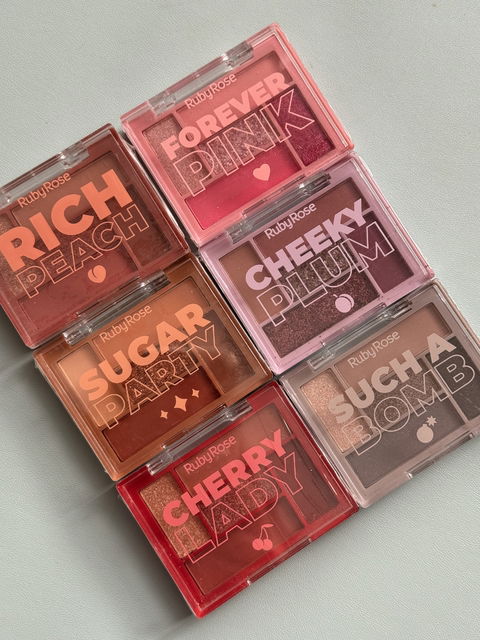 RubyRose
FOREVER
PINK
RubyRose
RICH
PEACH
RubyRose
CHEEKY
PLUM
RubyRose
SUGAR
PARTY
RubyRose
SUCH A
BOMB
RubyRose
CHERRY
LADY